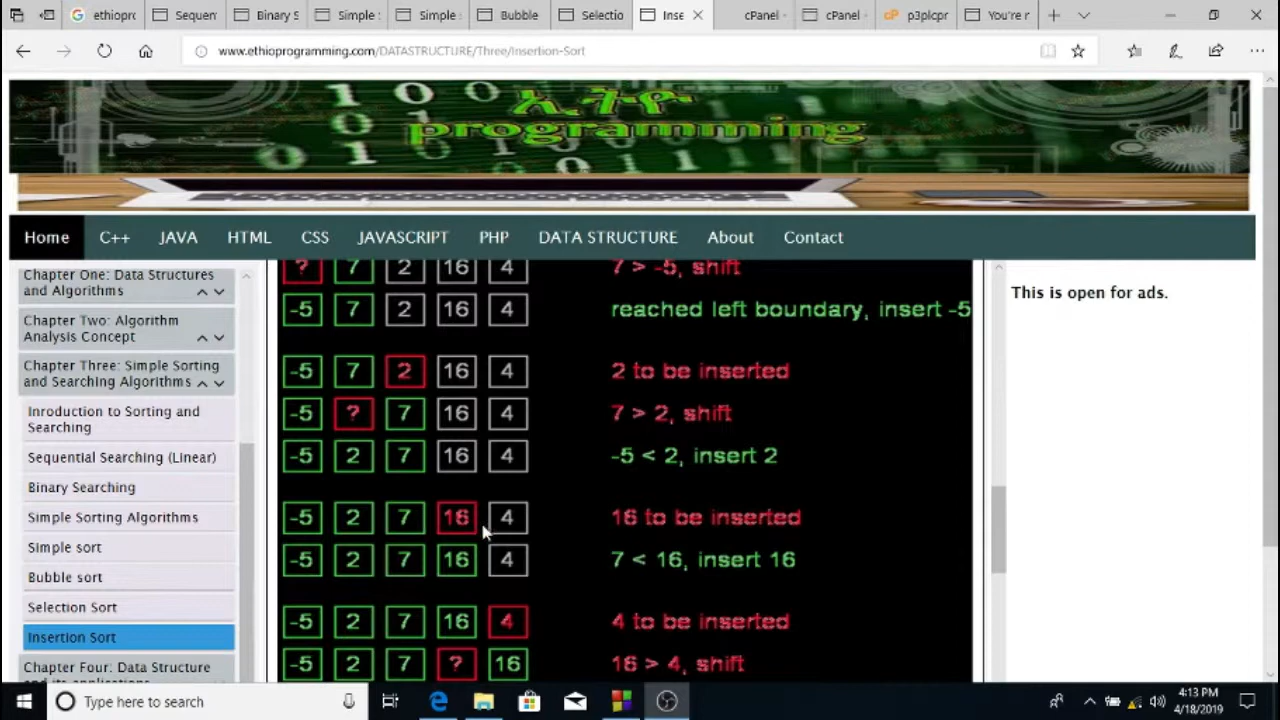 ethiopr
Sequen
Binary S
Simple :
Simple :
Bubble
Selectio
Inse
cPanel
cPanel
cP p3plcpr
You're r
www.ethioprogramming.com/DATASTRUCTURE/Three/Insertion-Sort
ኢትዮ
programming
Home C++ JAVA HTML CSS JAVASCRIPT PHP DATA STRUCTURE About Contact
Chapter One: Data Structures
and Algorithms
Chapter Two: Algorithm
Analysis Concept
Chapter Three: Simple Sorting
and Searching Algorithms
Inroduction to Sorting and
Searching
Sequential Searching (Linear)
Binary Searching
Simple Sorting Algorithms
Simple sort
Bubble sort
Selection Sort
Insertion Sort
Chapter Four: Data Structure
and its applications
? 7 2 16 4 7 > -5, shift
-5 7 2 16 4 reached left boundary, insert -5
-5 7 2 16 4 2 to be inserted
-5 ? 7 16 4 7 > 2, shift
-5 2 7 16 4 -5 < 2, insert 2
-5 2 7 16 4 16 to be inserted
-5 2 7 16 4 7 < 16, insert 16
-5 2 7 16 4 4 to be inserted
-5 2 7 ? 16 16 > 4, shift
This is open for ads.
Type here to search
4:13 PM
4/18/2019